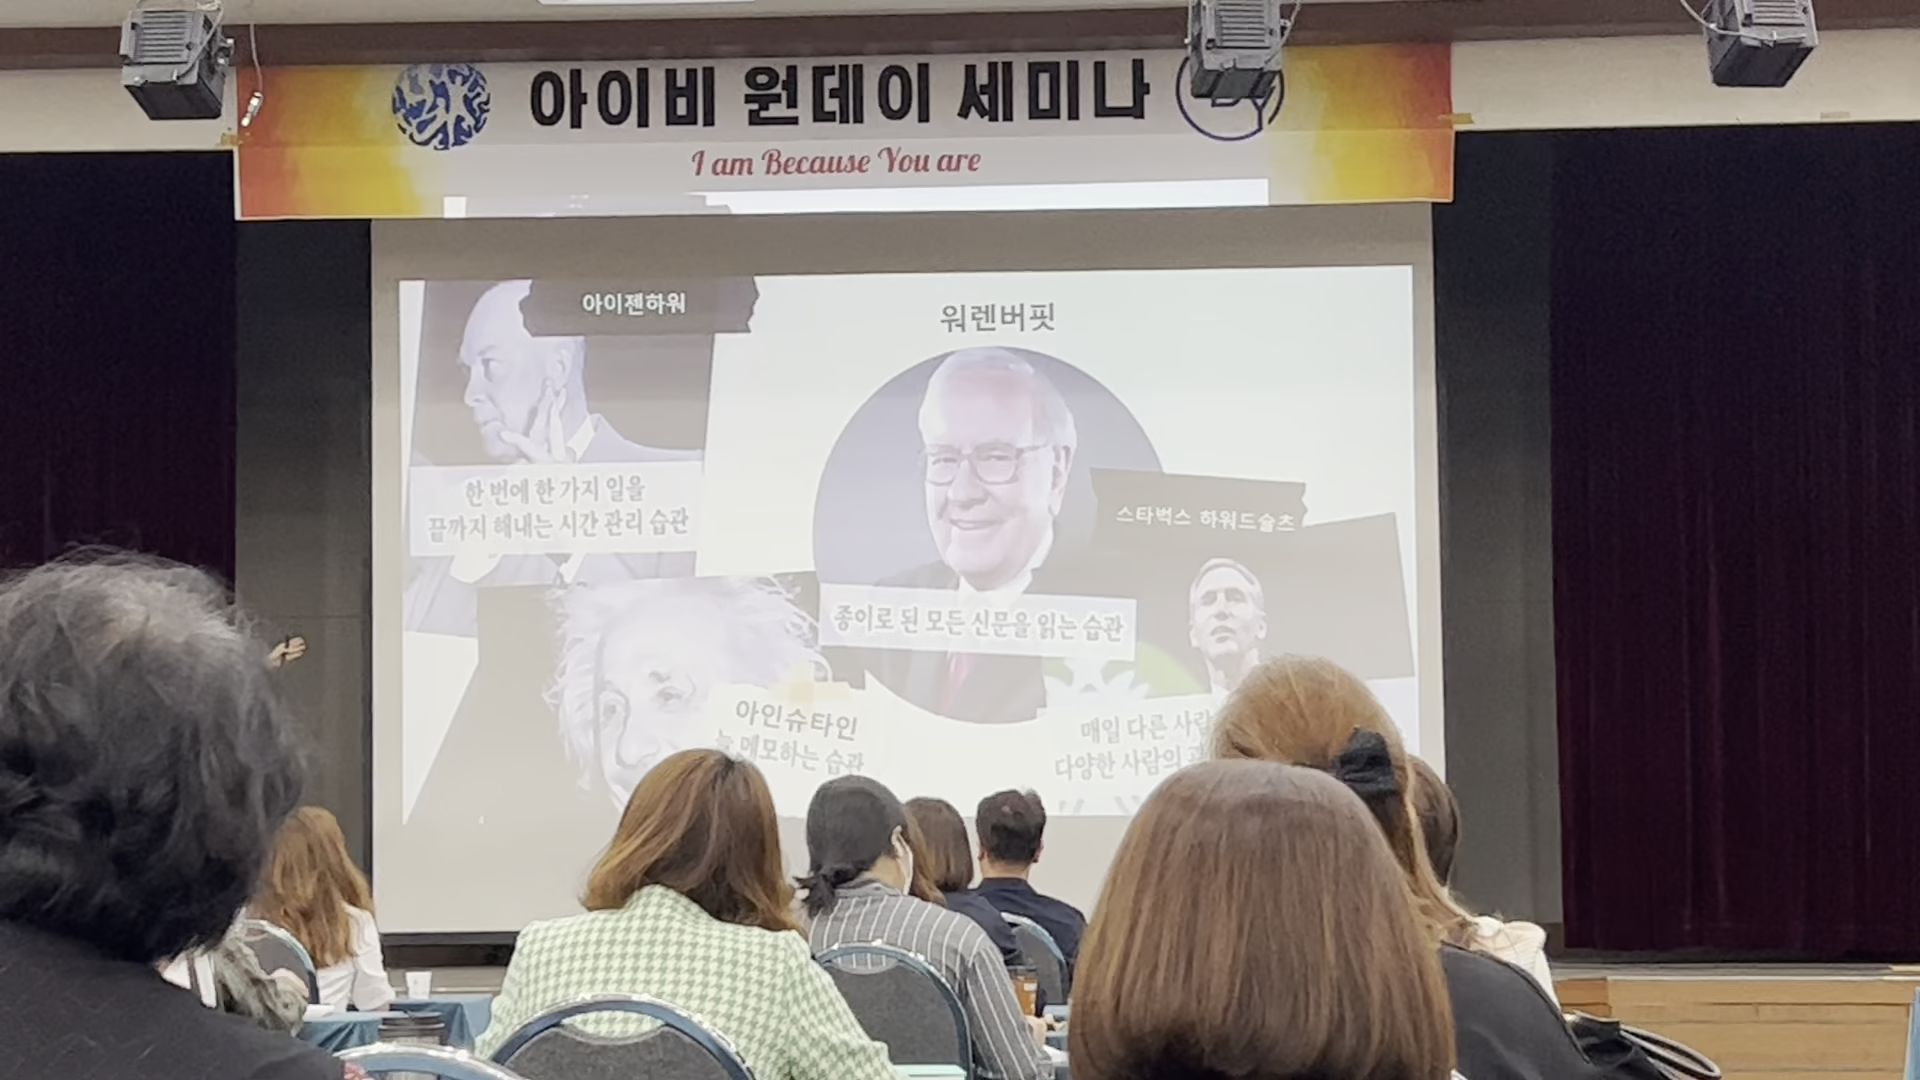 아이비 원데이 세미나
I am Because You are
아이젠하워
한 번에 한 가지 일을
끝까지 해내는 시간 관리 습관
워렌버핏
종이로 된 모든 신문을 읽는 습관
스타벅스 하워드슐츠
매일 다른
다양한 사람의
아인슈타인
늘 메모하는 습관